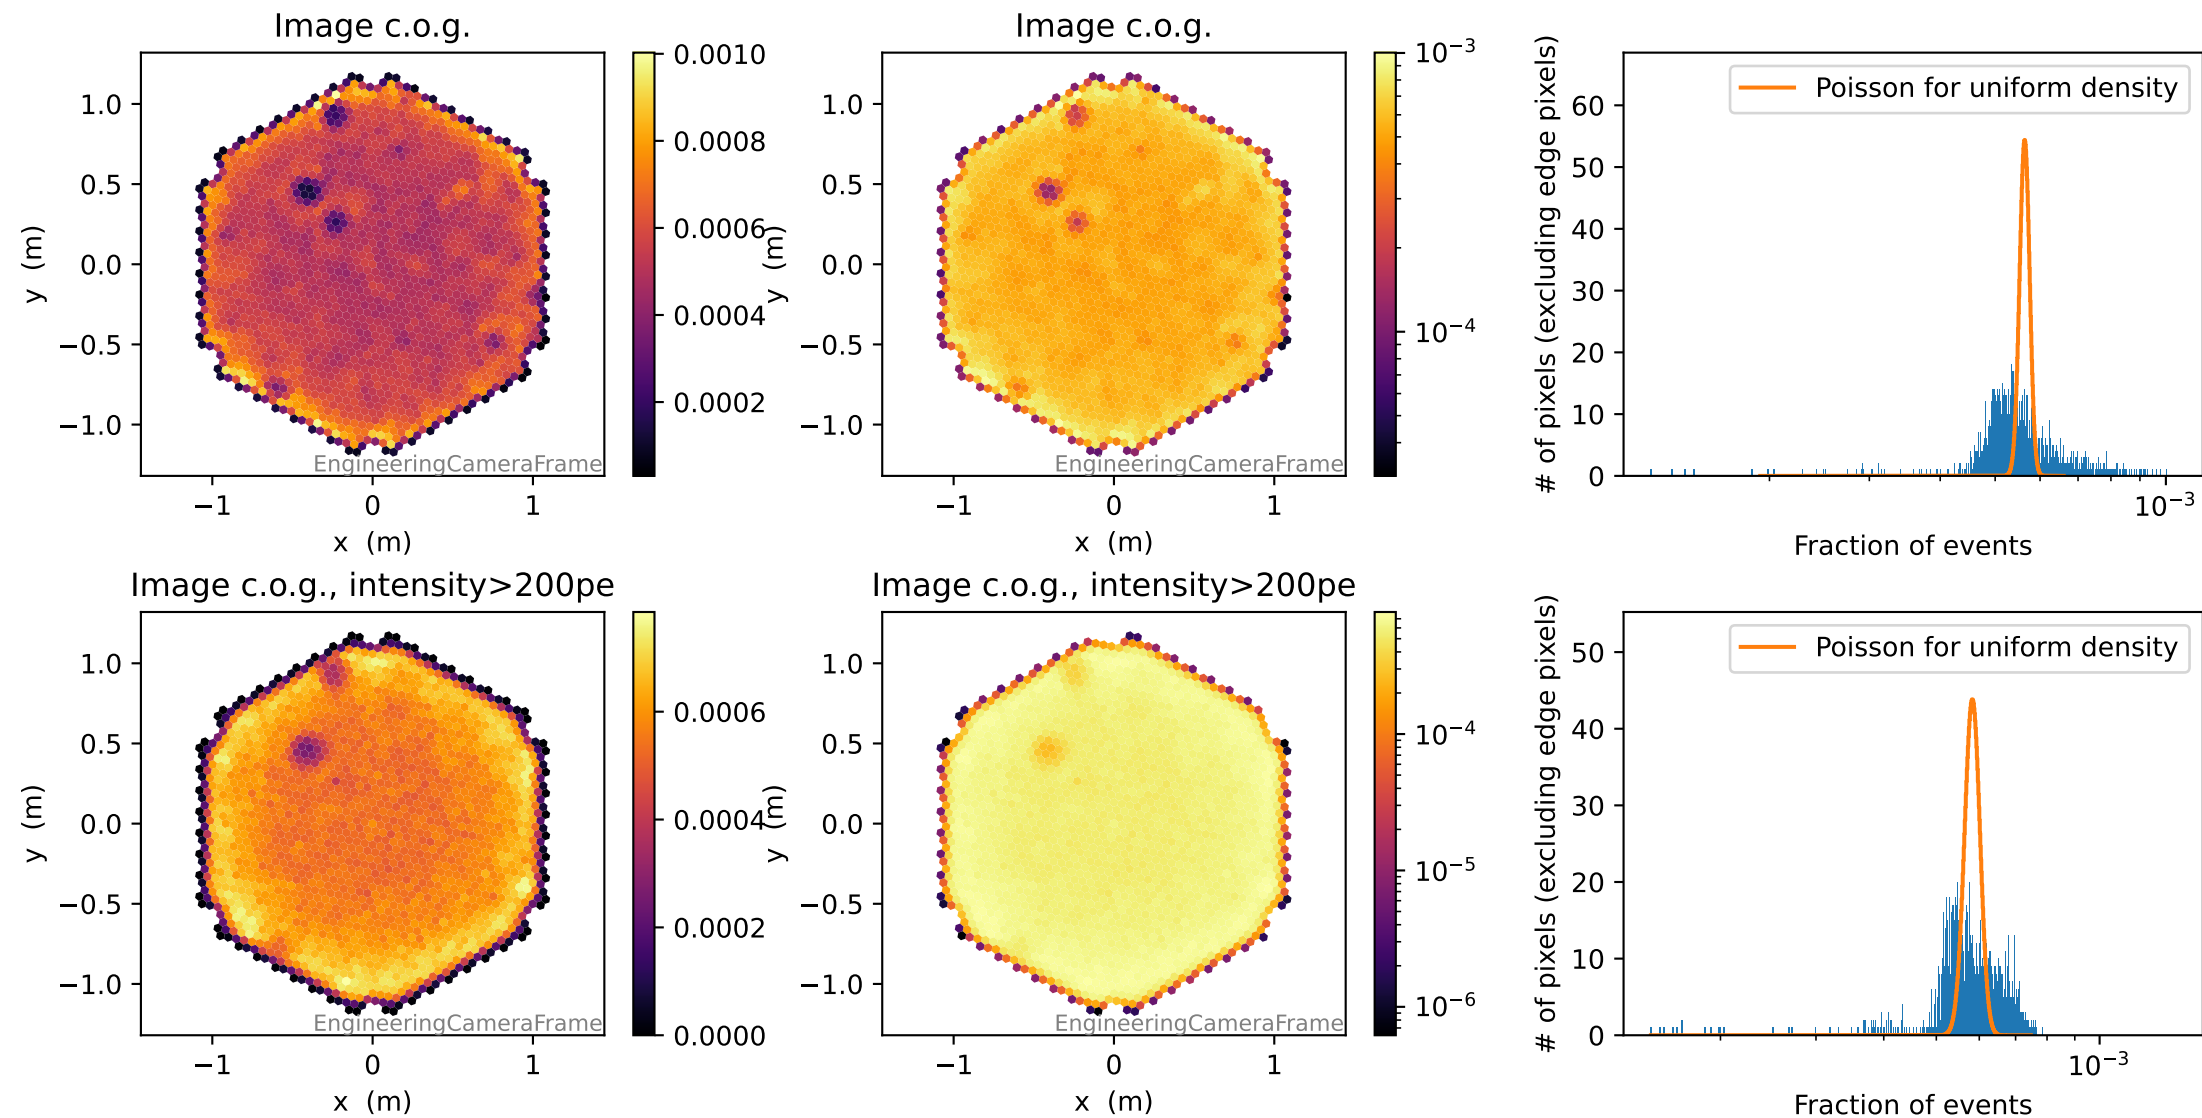 Image c.o.g.
1.0
0.5
0.0
−0.5
−1.0
y (m)
−1 0 1
x (m)
EngineeringCameraFrame
0.0010
0.0008
0.0006
0.0004
0.0002
Image c.o.g.
1.0
0.5
0.0
−0.5
−1.0
y (m)
−1 0 1
x (m)
EngineeringCameraFrame
10−3
10−4
Poisson for uniform density
60
50
40
30
20
10
0
# of pixels (excluding edge pixels)
10−3
Fraction of events
Image c.o.g., intensity>200pe
1.0
0.5
0.0
−0.5
−1.0
y (m)
−1 0 1
x (m)
EngineeringCameraFrame
0.0006
0.0004
0.0002
0.0000
Image c.o.g., intensity>200pe
1.0
0.5
0.0
−0.5
−1.0
y (m)
−1 0 1
x (m)
EngineeringCameraFrame
10−4
10−5
10−6
Poisson for uniform density
50
40
30
20
10
0
# of pixels (excluding edge pixels)
10−3
Fraction of events